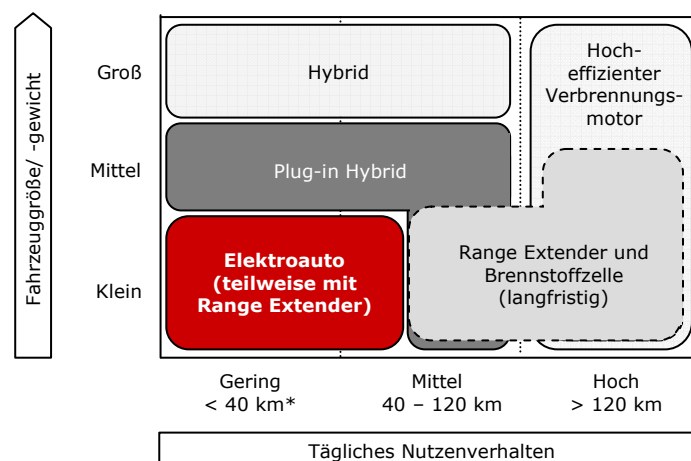 Fahrzeuggröße/ -gewicht
Groß
Hybrid
Hoch-
effizienter
Verbrennungs-
motor
Mittel
Plug-in Hybrid
Klein
Elektroauto
(teilweise mit
Range Extender)
Range Extender und
Brennstoffzelle
(langfristig)
Gering
< 40 km*
Mittel
40 – 120 km
Hoch
> 120 km
Tägliches Nutzenverhalten